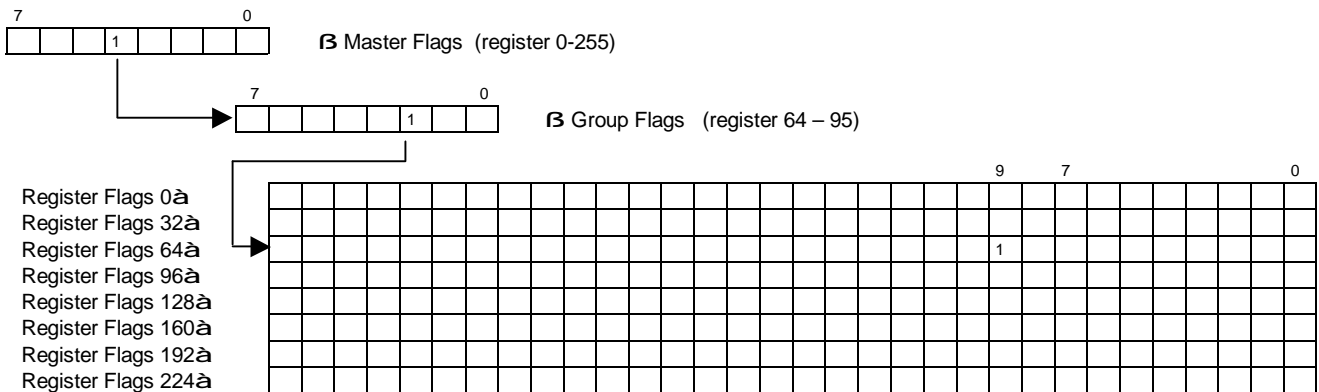 7 0
1
ß Master Flags (register 0-255)
7 0
1
ß Group Flags (register 64 – 95)
9 7 0
Register Flags 0à
Register Flags 32à
Register Flags 64à
1
Register Flags 96à
Register Flags 128à
Register Flags 160à
Register Flags 192à
Register Flags 224à